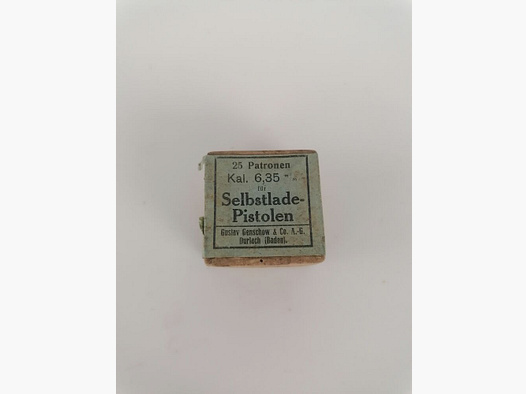 25 Patronen
Kal. 6,35
für
Selbstlade-
Pistolen
Gustav Genschow & Co. A.-G.
Durlach (Baden).